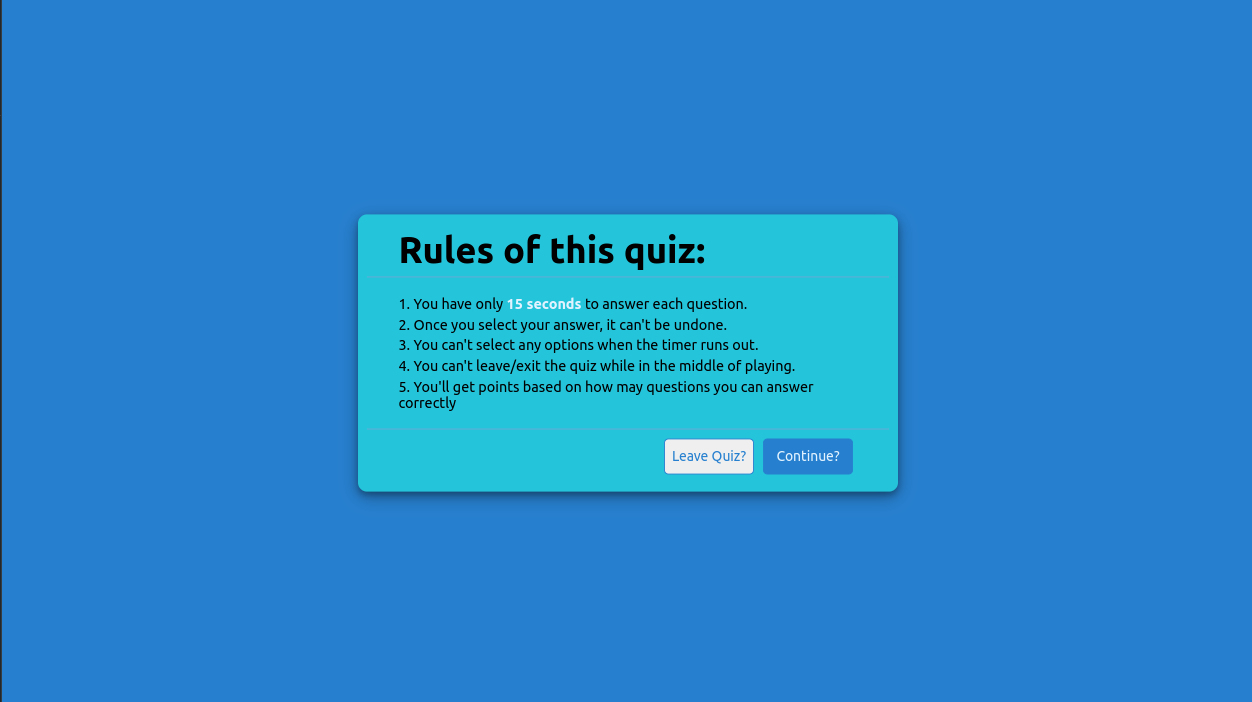 Rules of this quiz:
1. You have only 15 seconds to answer each question.
2. Once you select your answer, it can't be undone.
3. You can't select any options when the timer runs out.
4. You can't leave/exit the quiz while in the middle of playing.
5. You'll get points based on how may questions you can answer
correctly
Leave Quiz? Continue?